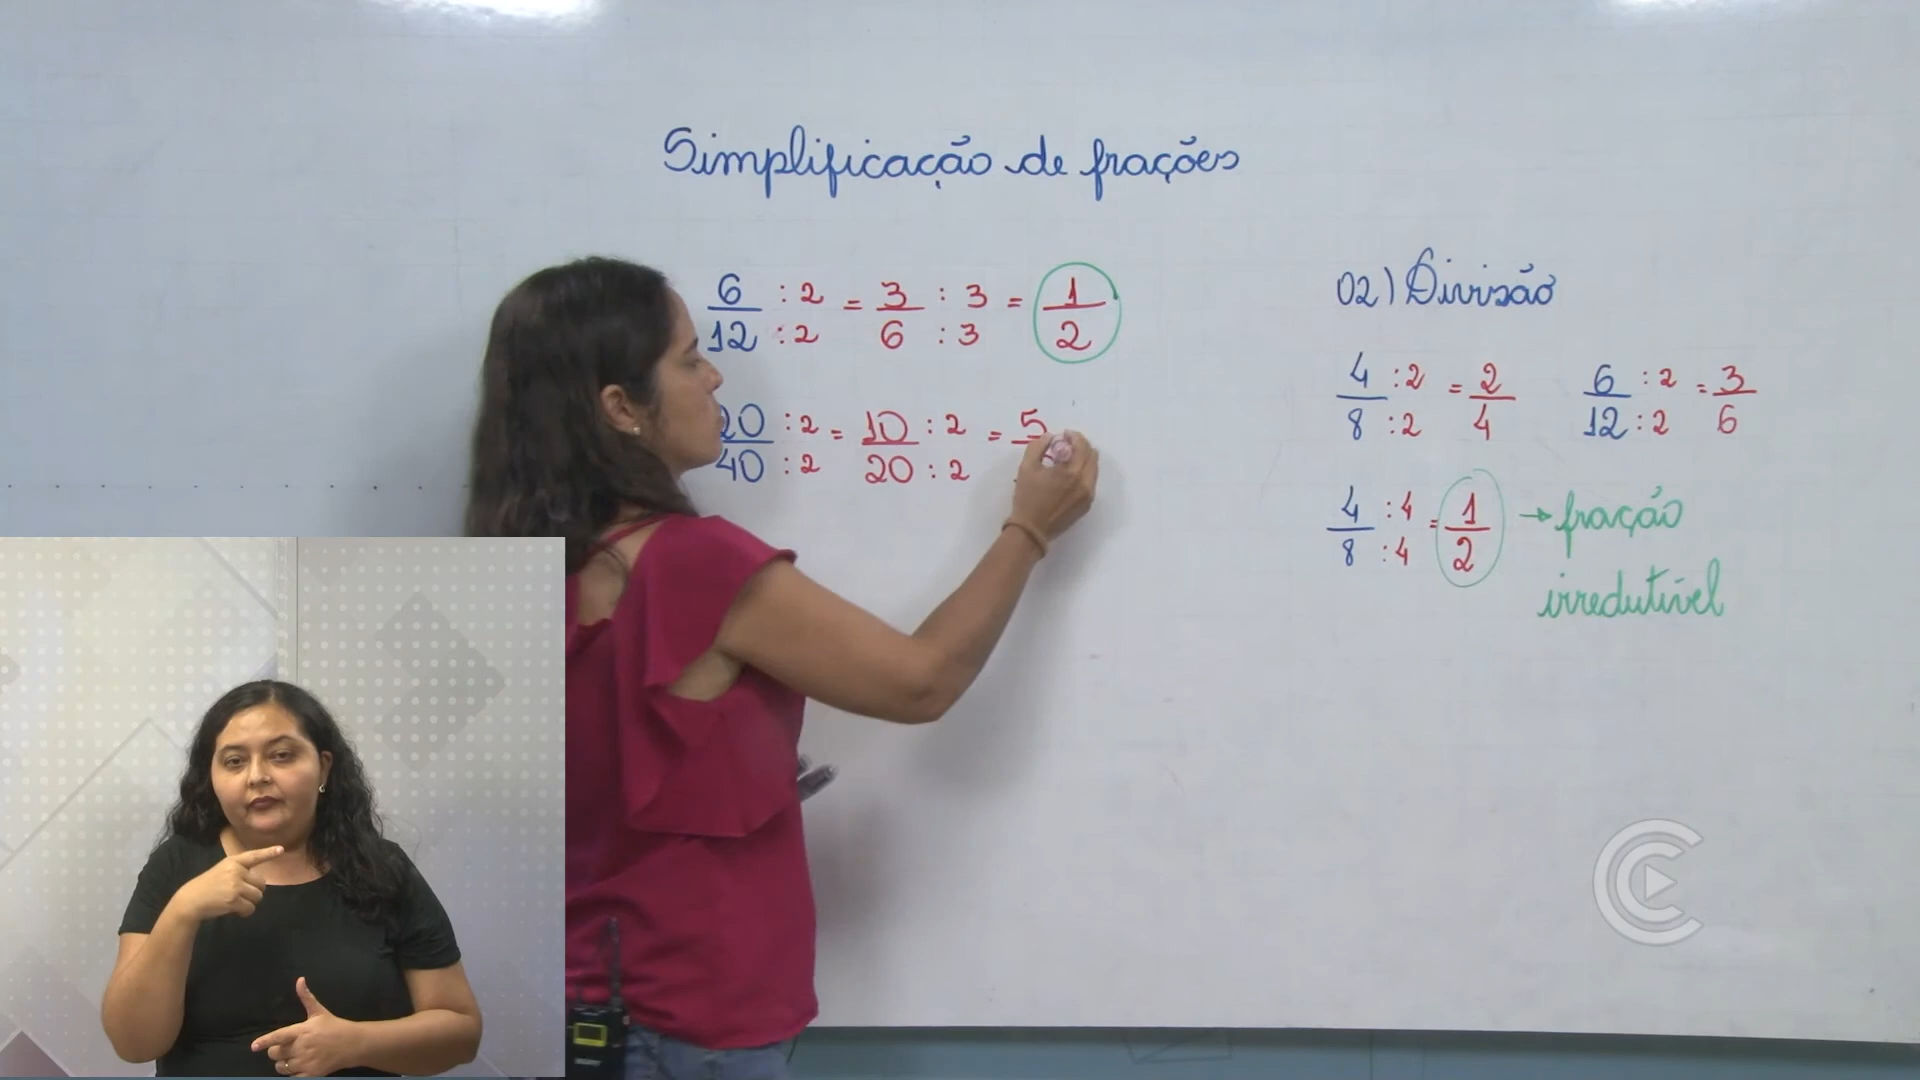 Simplificação de frações
6/12 :2/:2 = 3/6 :3/:3 = 1/2
20/40 :2/:2 = 10/20 :2/:2 = 5
02) Divisão
4/8 :2/:2 = 2/4
6/12 :2/:2 = 3/6
4/8 :4/:4 = 1/2 → fração
irredutível